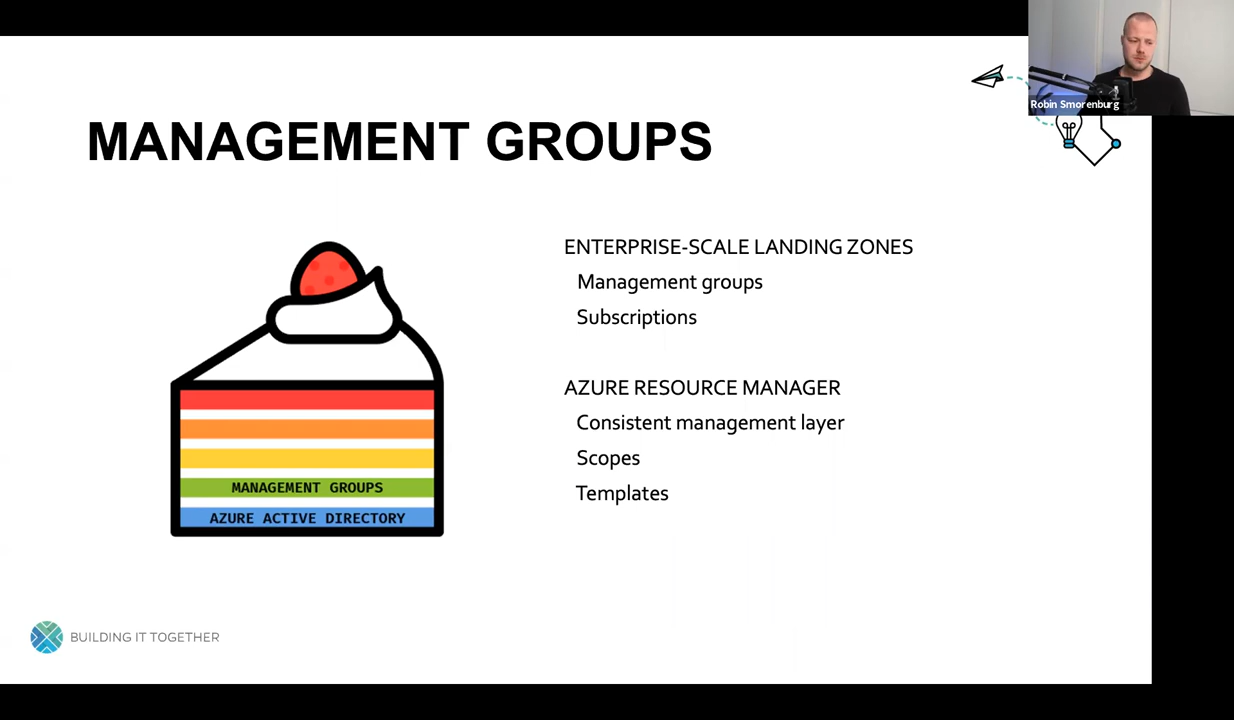 Robin Smorenburg
MANAGEMENT GROUPS
ENTERPRISE-SCALE LANDING ZONES
Management groups
Subscriptions
AZURE RESOURCE MANAGER
Consistent management layer
Scopes
Templates
MANAGEMENT GROUPS
AZURE ACTIVE DIRECTORY
BUILDING IT TOGETHER